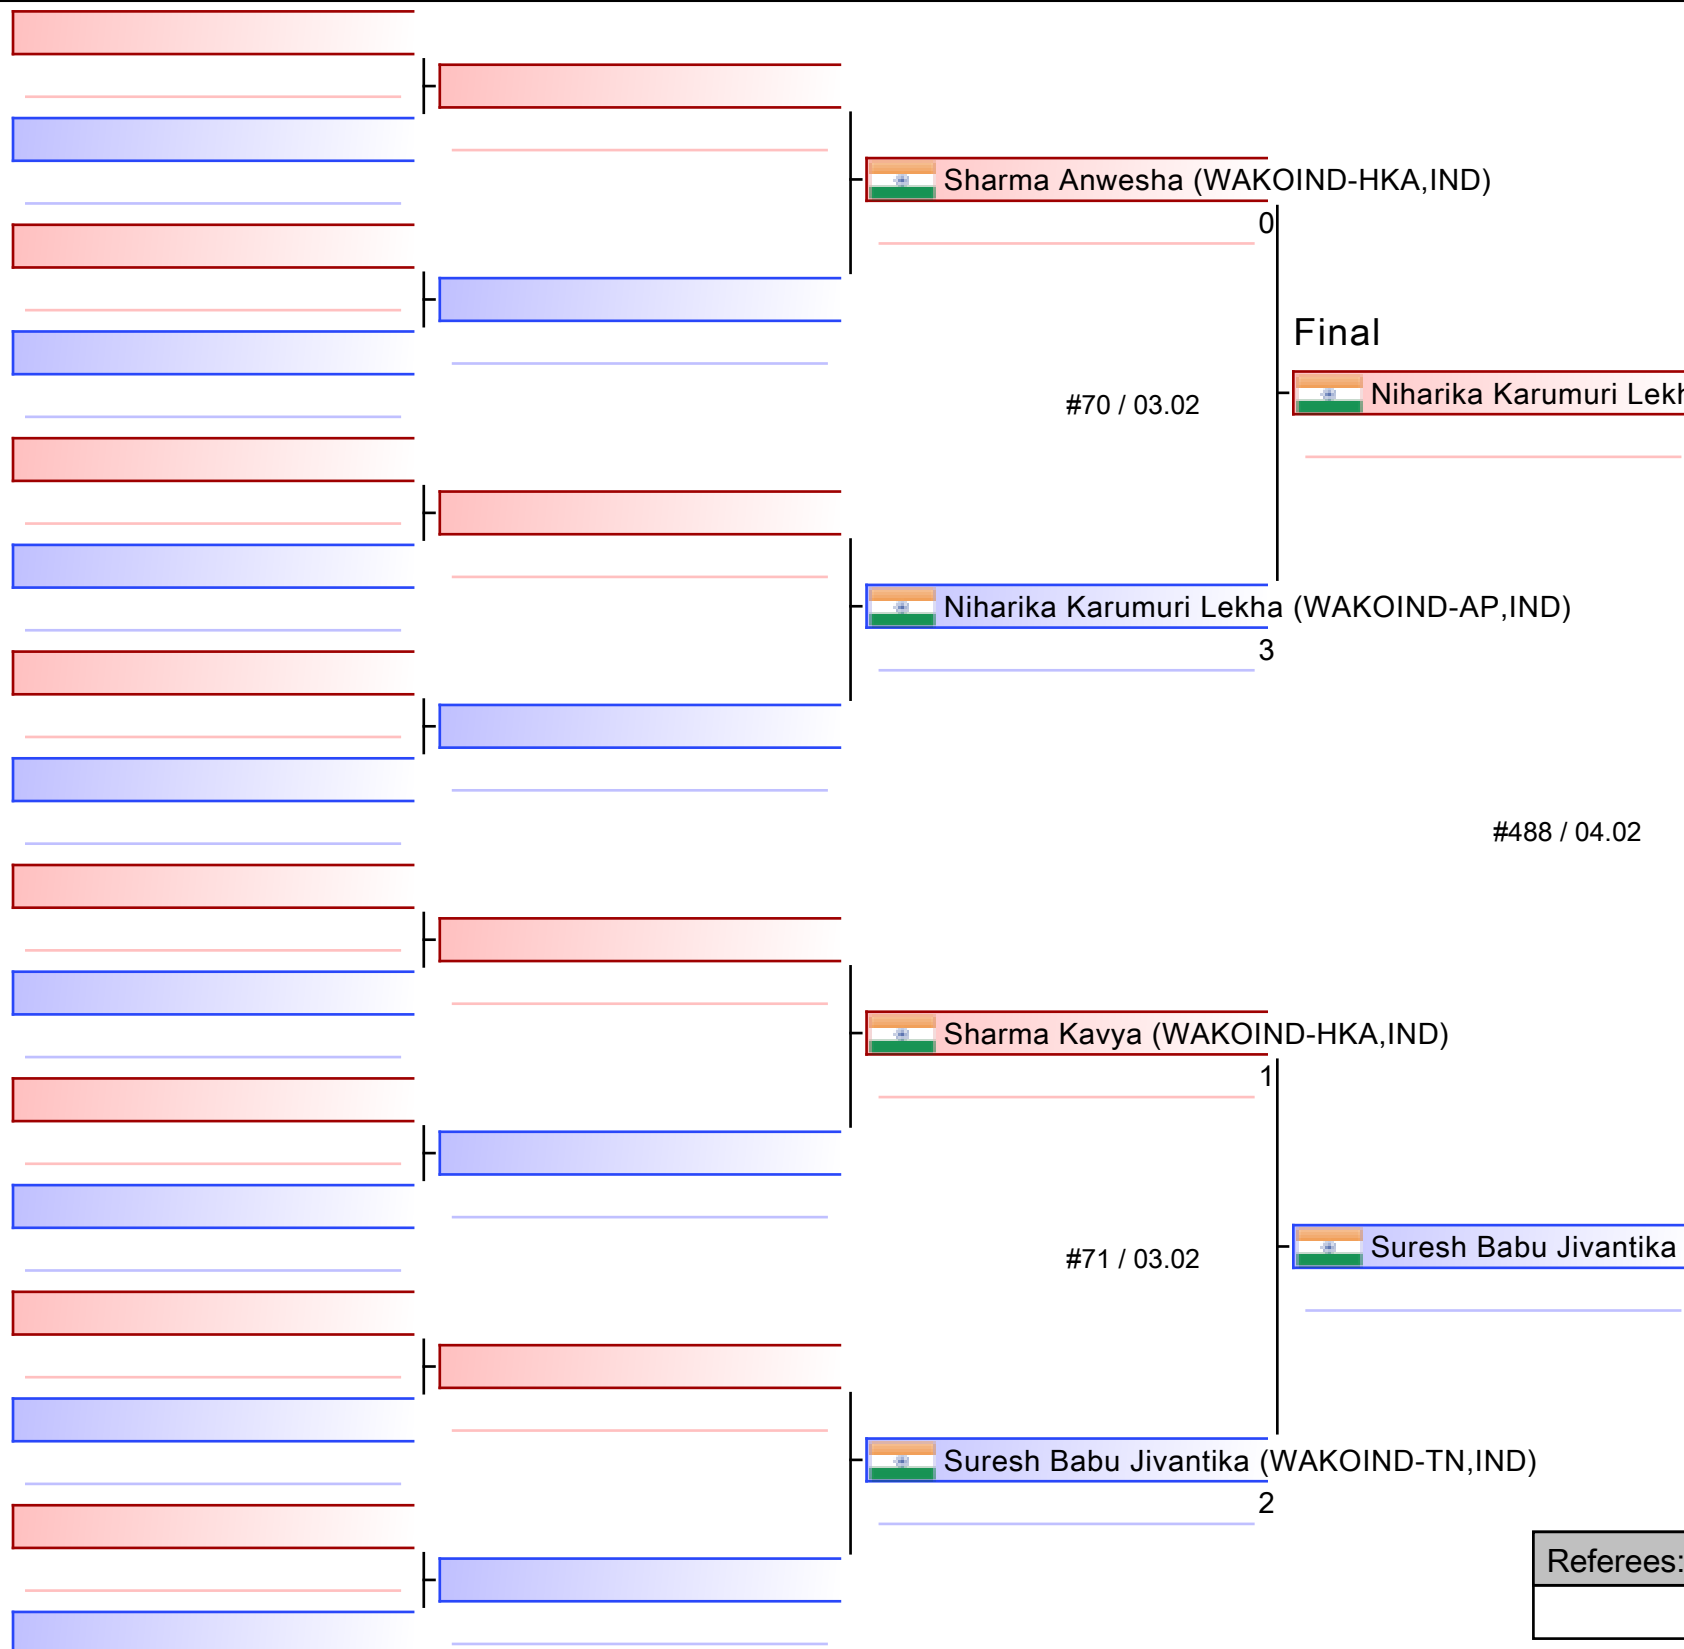 Sharma Anwesha (WAKOIND-HKA,IND)
0
Final
Niharika Karumuri
#70 / 03.02
Niharika Karumuri Lekha (WAKOIND-AP,IND)
3
#488 / 04.02
Sharma Kavya (WAKOIND-HKA,IND)
1
Suresh Babu Jivantika
#71 / 03.02
Suresh Babu Jivantika (WAKOIND-TN,IND)
2
Referees: